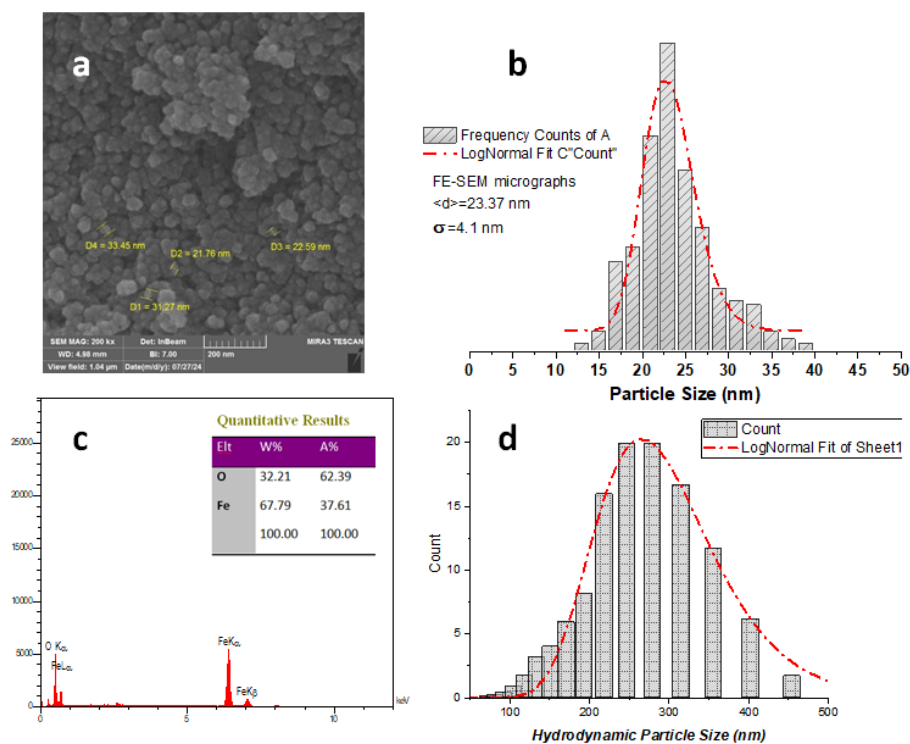 a
D4 = 33.45 nm
D2 = 21.76 nm
D3 = 22.59 nm
D1 = 31.27 nm
SEM MAG: 200 kx
Det: InBeam
MIRA3 TESCAN
WD: 4.98 mm
BI: 7.00
200 nm
View field: 1.04 µm
Date(m/d/y): 07/27/24
b
Frequency Counts of A
LogNormal Fit C"Count"
FE-SEM micrographs
<d>=23.37 nm
σ=4.1 nm
0 5 10 15 20 25 30 35 40 45 50
Particle Size (nm)
c
Quantitative Results
Elt W% A%
O 32.21 62.39
Fe 67.79 37.61
100.00 100.00
25000
20000
15000
10000
5000
0
O Kα
FeLα
FeKα
FeKβ
0 5 10 keV
d
Count
LogNormal Fit of Sheet1
20
15
10
5
0
Count
100 200 300 400 500
Hydrodynamic Particle Size (nm)